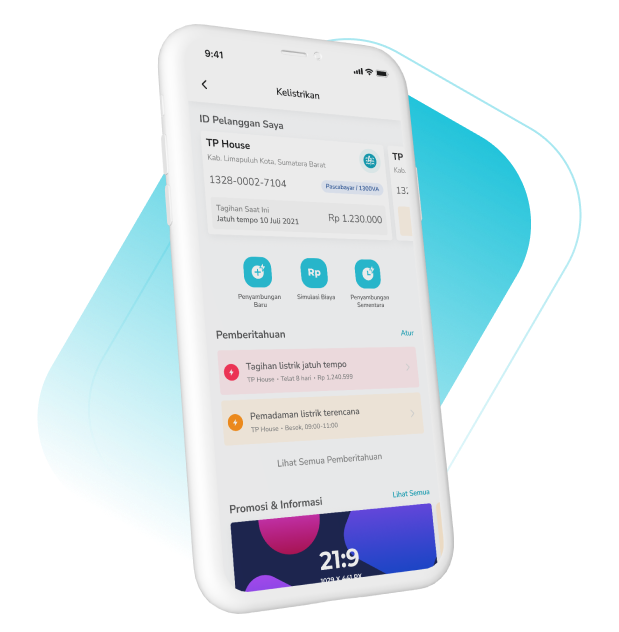 9:41
Kelistrikan
ID Pelanggan Saya
TP House
Kab. Limapuluh Kota, Sumatera Barat
1328-0002-7104
Pascabayar / 1300VA
Tagihan Saat Ini
Jatuh tempo 10 Juli 2021
Rp 1.230.000
TP
Kab.
132
Penyambungan
Baru
Rp
Simulasi Biaya
Penyambungan
Sementara
Pemberitahuan
Atur
Tagihan listrik jatuh tempo
TP House • Telat 8 hari • Rp 1.240.599
Pemadaman listrik terencana
TP House • Besok, 09:00-11:00
Lihat Semua Pemberitahuan
Promosi & Informasi
Lihat Semua
21:9
1029 X 441 PX